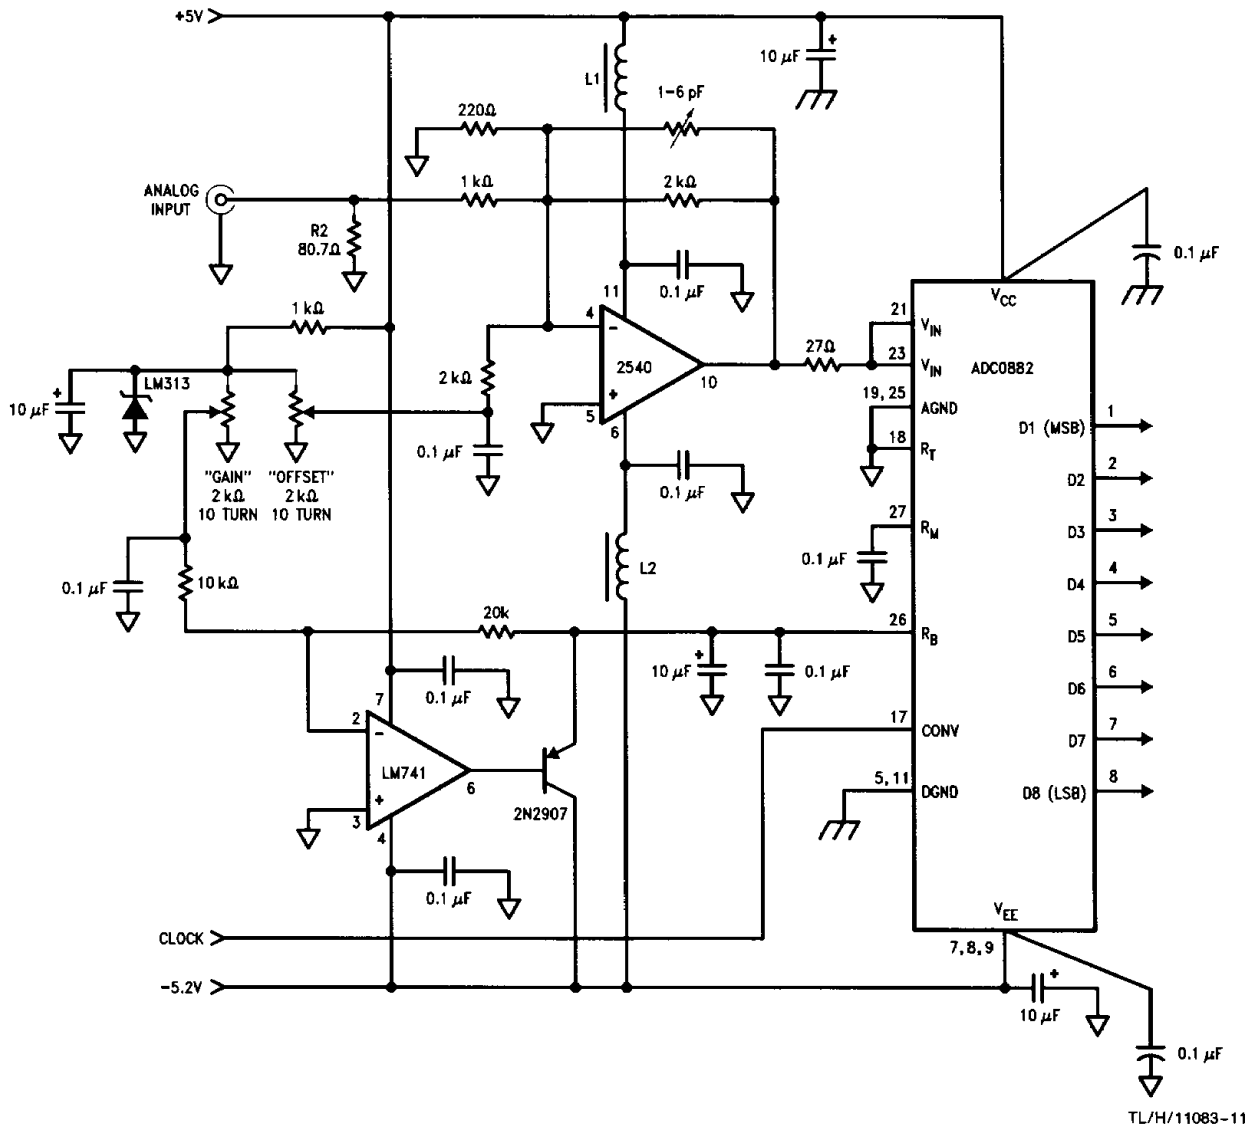 +5V
10 µF
+
L1
1-6 pF
220Ω
ANALOG
INPUT
1 kΩ
2 kΩ
R2
80.7Ω
0.1 µF
0.1 µF
11
VCC
1 kΩ
4
-
2540
10
27Ω
21
VIN
23
VIN
ADC0882
LM313
+
10 µF
2 kΩ
+
5
6
19, 25
AGND
18
RT
D1 (MSB)
1
0.1 µF
0.1 µF
"GAIN"
2 kΩ
10 TURN
"OFFSET"
2 kΩ
10 TURN
D2
2
27
RM
D3
3
0.1 µF
L2
0.1 µF
10 kΩ
D4
4
20k
26
RB
D5
5
+
10 µF
0.1 µF
0.1 µF
D6
6
7
2
-
LM741
6
+
3
4
17
CONV
D7
7
2N2907
5, 11
DGND
D8 (LSB)
8
0.1 µF
VEE
CLOCK
7, 8, 9
-5.2V
+
10 µF
0.1 µF
TL/H/11083-11